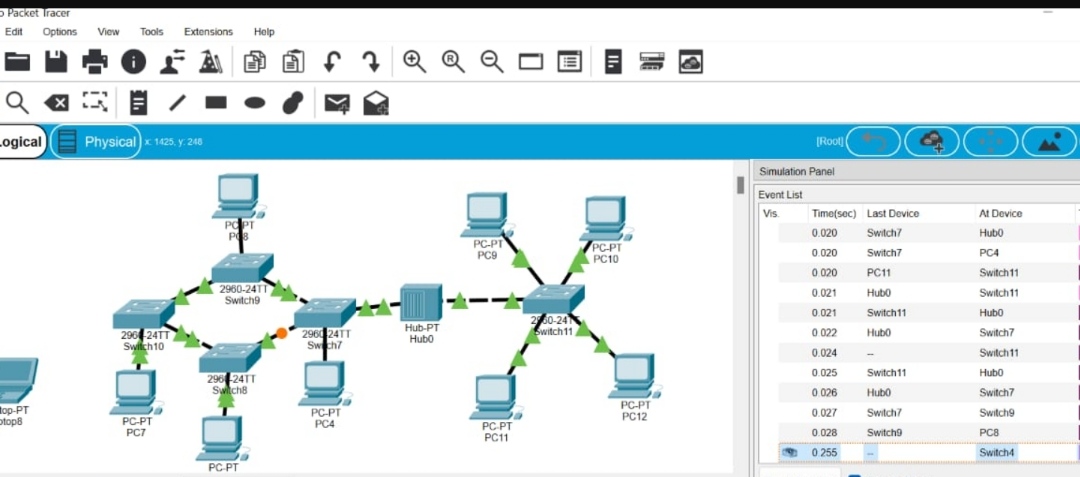 o Packet Tracer
Edit Options View Tools Extensions Help
ogical Physical x: 1425, y: 248 [Root]
PC-PT
PC8
2960-24TT
Switch9
2960-24TT
Switch10
2960-24TT
Switch8
2960-24TT
Switch7
Hub-PT
Hub0
PC-PT
PC9
PC-PT
PC10
2960-24TT
Switch11
top-PT
ptop8
PC-PT
PC7
PC-PT
PC-PT
PC4
PC-PT
PC11
PC-PT
PC12
Simulation Panel
Event List
Vis. Time(sec) Last Device At Device
0.020 Switch7 Hub0
0.020 Switch7 PC4
0.020 PC11 Switch11
0.021 Hub0 Switch11
0.021 Switch11 Hub0
0.022 Hub0 Switch7
0.024 -- Switch11
0.025 Switch11 Hub0
0.026 Hub0 Switch7
0.027 Switch7 Switch9
0.028 Switch9 PC8
0.255 -- Switch4